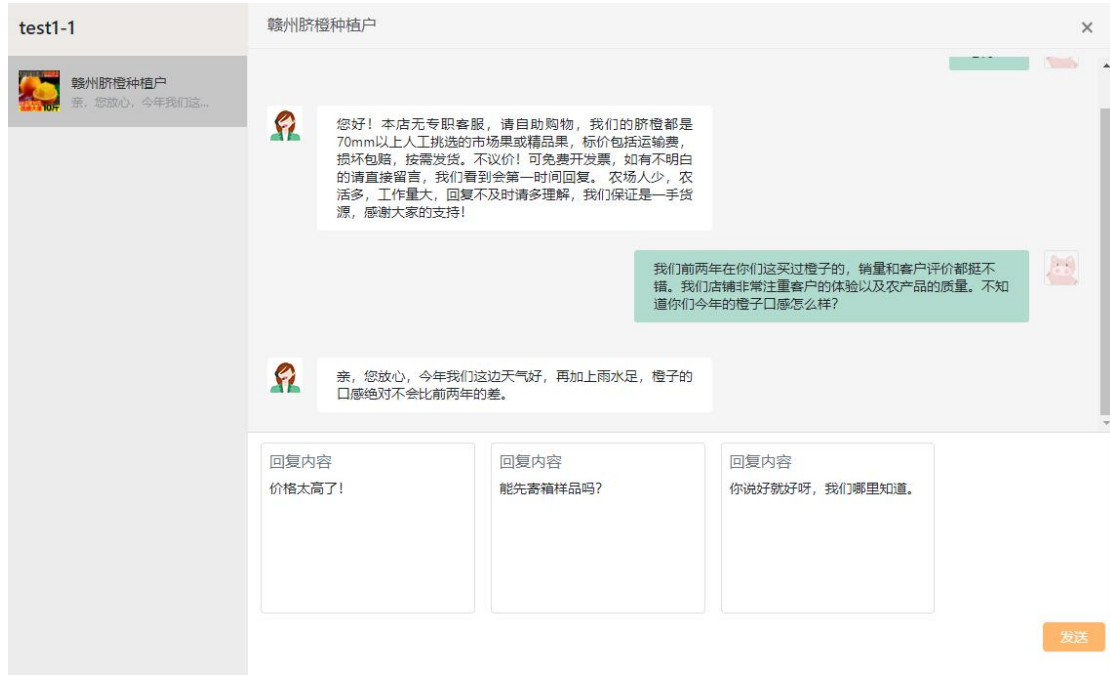 test1-1
赣州脐橙种植户
×
赣州脐橙种植户
亲，您放心，今年我们这...
10斤
您好！本店无专职客服，请自助购物，我们的脐橙都是
70mm以上人工挑选的市场果或精品果，标价包括运输费，
损坏包赔，按需发货。不议价！可免费开发票，如有不明白
的请直接留言，我们看到会第一时间回复。 农场人少，农
活多，工作量大，回复不及时请多理解，我们保证是一手货
源，感谢大家的支持！
我们前两年在你们这买过橙子的，销量和客户评价都挺不
错。我们店铺非常注重客户的体验以及农产品的质量。不知
道你们今年的橙子口感怎么样？
亲，您放心，今年我们这边天气好，再加上雨水足，橙子的
口感绝对不会比前两年的差。
回复内容
价格太高了！
回复内容
能先寄箱样品吗？
回复内容
你说好就好呀，我们哪里知道。
发送